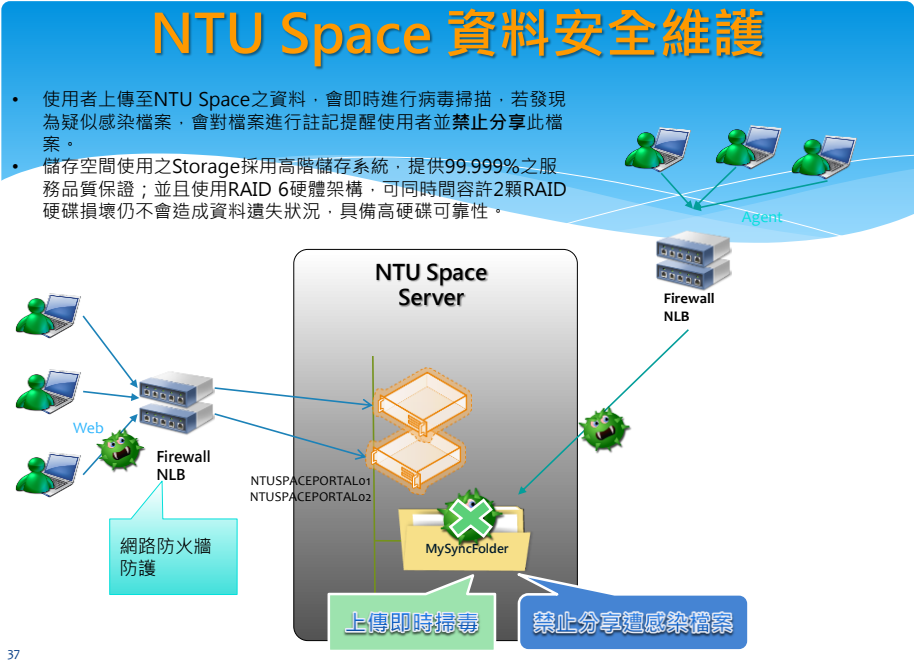 NTU Space 資料安全維護
• 使用者上傳至NTU Space之資料，會即時進行病毒掃描，若發現
為疑似感染檔案，會對檔案進行註記提醒使用者並禁止分享此檔
案。
• 儲存空間使用之Storage採用高階儲存系統，提供99.999%之服
務品質保證；並且使用RAID 6硬體架構，可同時間容許2顆RAID
硬碟損壞仍不會造成資料遺失狀況，具備高硬碟可靠性。
Agent
Firewall
NLB
NTU Space
Server
Web
Firewall
NLB
NTUSPACEPORTAL01
NTUSPACEPORTAL02
網路防火牆
防護
MySyncFolder
上傳即時掃毒
禁止分享遭感染檔案
37